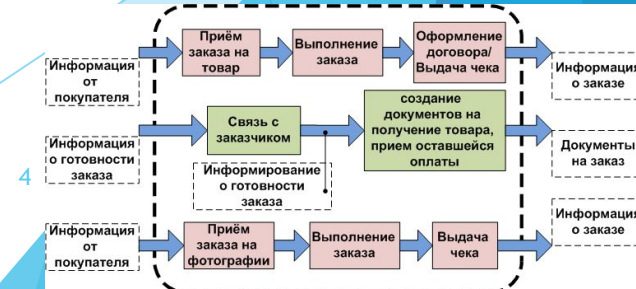 Информация
от
покупателя
Приём
заказа на
товар
Выполнение
заказа
Оформление
договора/
Выдача чека
Информация
о заказе
Информация
о готовности
заказа
Связь с
заказчиком
Информирование
о готовности
заказа
создание
документов на
получение товара,
прием оставшейся
оплаты
Документы
на заказ
4
Информация
от
покупателя
Приём
заказа на
фотографии
Выполнение
заказа
Выдача
чека
Информация
о заказе